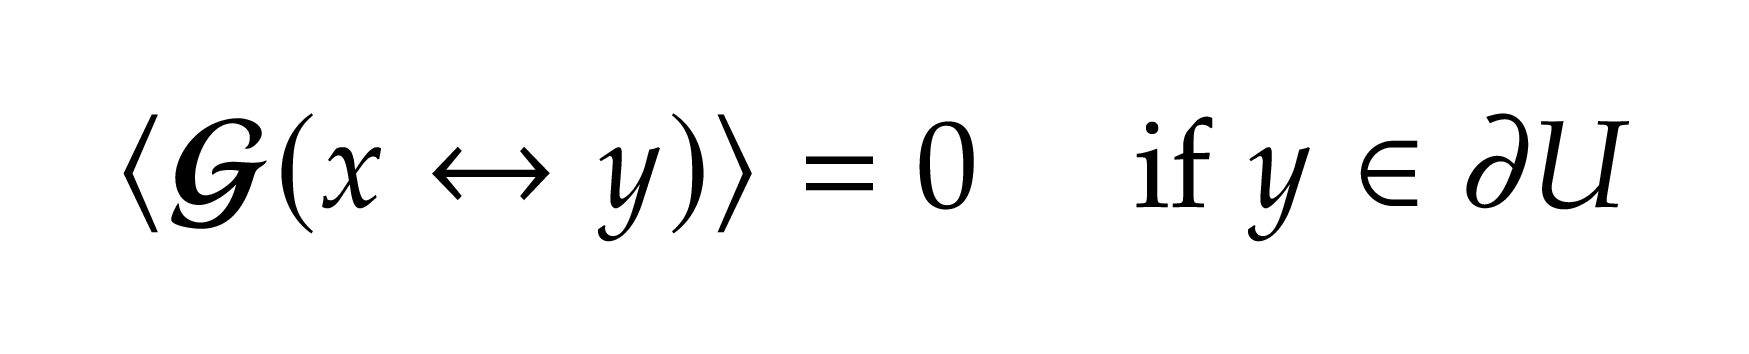 ⟨𝓖(x ↔ y)⟩ = 0 if y ∈ ∂U